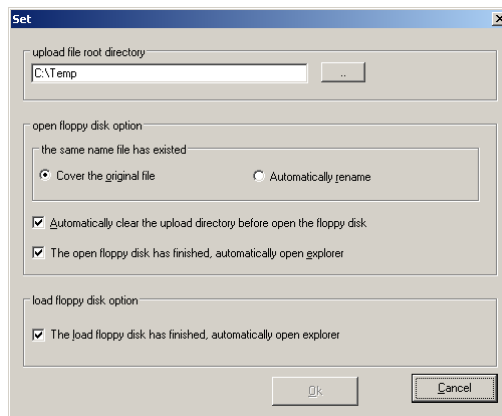 Set
upload file root directory
C:\Temp
..
open floppy disk option
the same name file has existed
Cover the original file
Automatically rename
Automatically clear the upload directory before open the floppy disk
The open floppy disk has finished, automatically open explorer
load floppy disk option
The load floppy disk has finished, automatically open explorer
Ok
Cancel